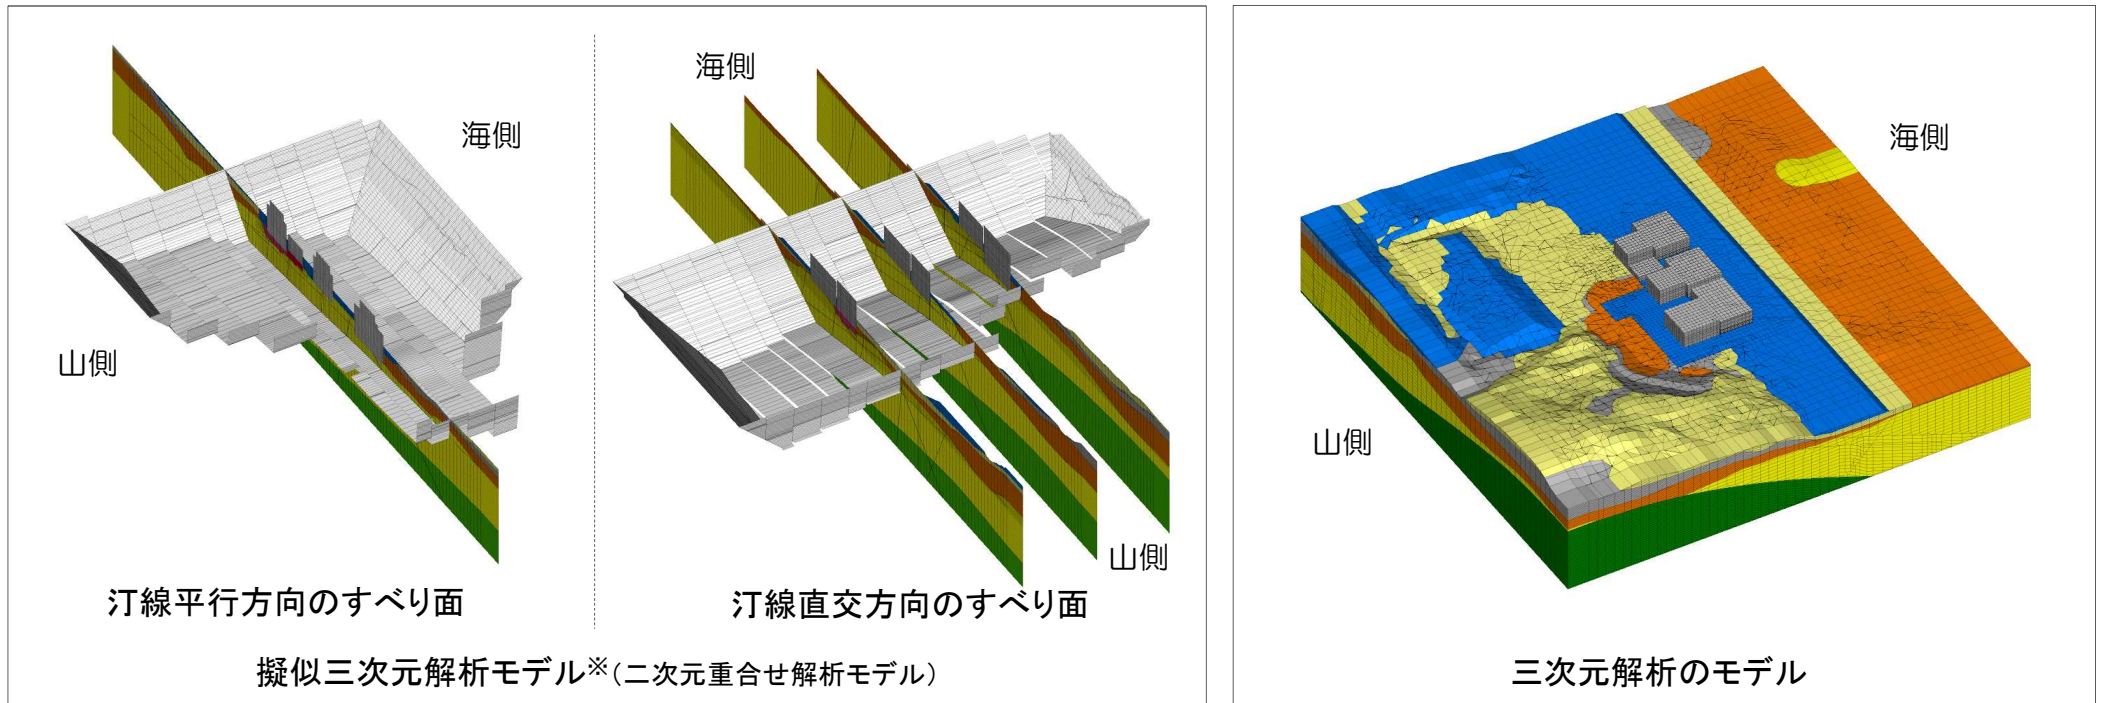 海側
山側
汀線平行方向のすべり面
海側
山側
汀線直交方向のすべり面
擬似三次元解析モデル※(二次元重合せ解析モデル)
海側
山側
三次元解析のモデル